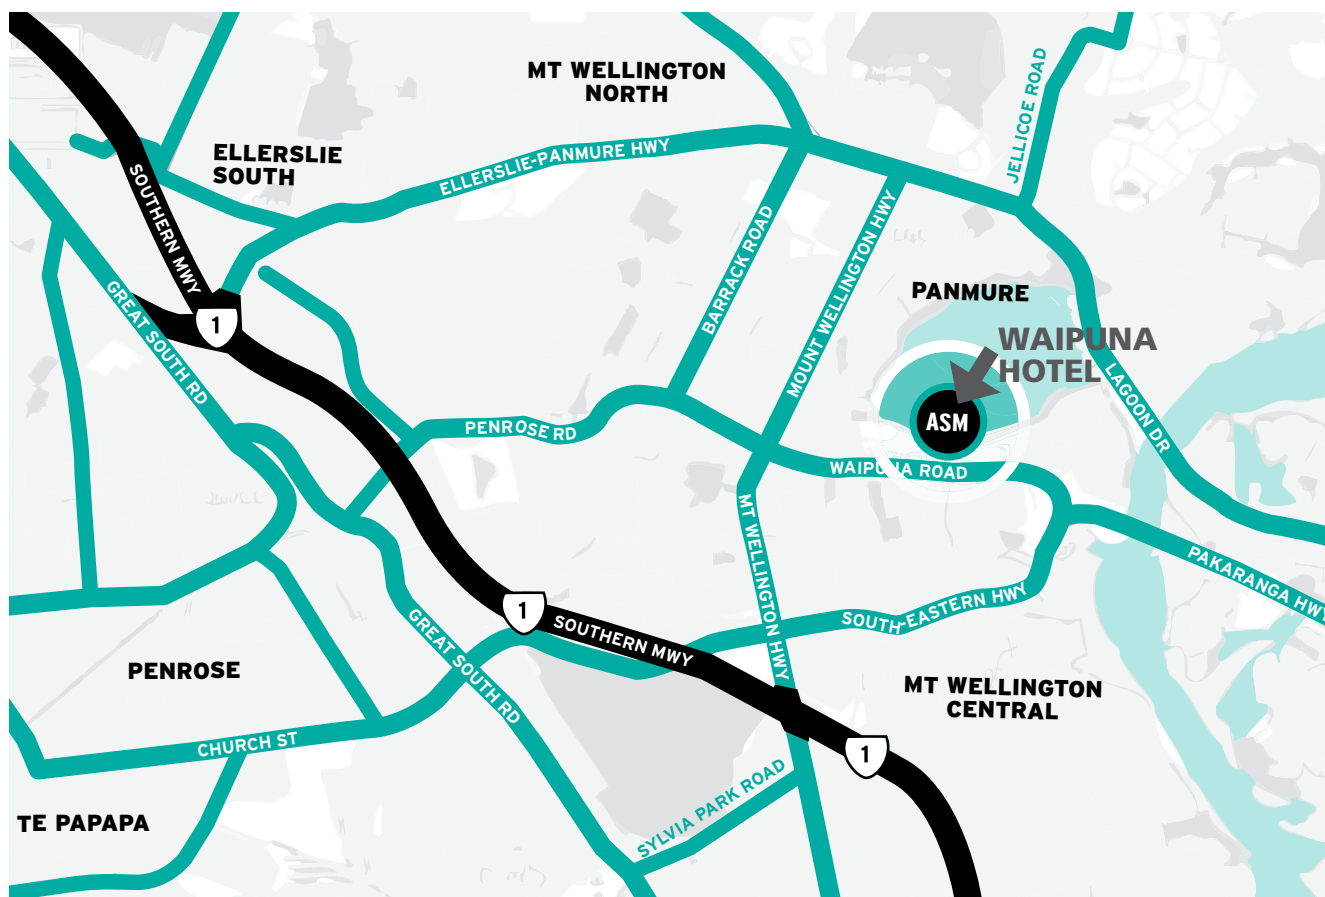 MT WELLINGTON
NORTH
JELLICOE ROAD
ELLERSLIE
SOUTH
ELLERSLIE-PANMURE HWY
SOUTHERN MWY
BARRACK ROAD
MOUNT WELLINGTON HWY
PANMURE
GREAT SOUTH RD
1
WAIPUNA
HOTEL
LAGOON DR
ASM
PENROSE RD
WAIPUNA ROAD
MT WELLINGTON HWY
PAKARANGA HWY
1
SOUTHERN MWY
SOUTH-EASTERN HWY
GREAT SOUTH RD
PENROSE
MT WELLINGTON
CENTRAL
CHURCH ST
1
SYLVIA PARK ROAD
TE PAPAPA